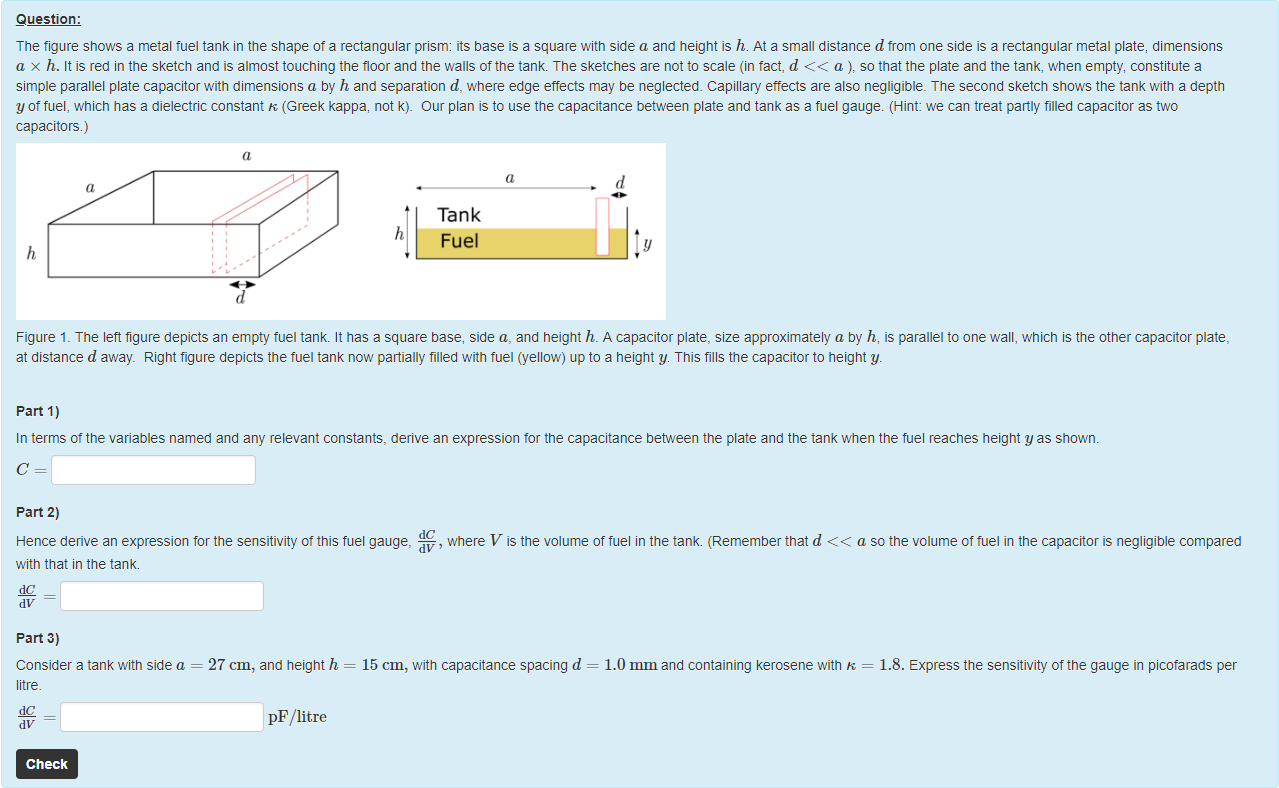 Question:
The figure shows a metal fuel tank in the shape of a rectangular prism: its base is a square with side a and height is h. At a small distance d from one side is a rectangular metal plate, dimensions
a × h. It is red in the sketch and is almost touching the floor and the walls of the tank. The sketches are not to scale (in fact, d << a ), so that the plate and the tank, when empty, constitute a
simple parallel plate capacitor with dimensions a by h and separation d, where edge effects may be neglected. Capillary effects are also negligible. The second sketch shows the tank with a depth
y of fuel, which has a dielectric constant κ (Greek kappa, not k). Our plan is to use the capacitance between plate and tank as a fuel gauge. (Hint: we can treat partly filled capacitor as two
capacitors.)
a
a
h
d
a
d
h
Tank
Fuel
y
Figure 1. The left figure depicts an empty fuel tank. It has a square base, side a, and height h. A capacitor plate, size approximately a by h, is parallel to one wall, which is the other capacitor plate,
at distance d away. Right figure depicts the fuel tank now partially filled with fuel (yellow) up to a height y. This fills the capacitor to height y.
Part 1)
In terms of the variables named and any relevant constants, derive an expression for the capacitance between the plate and the tank when the fuel reaches height y as shown.
C =
Part 2)
Hence derive an expression for the sensitivity of this fuel gauge, dC/dV, where V is the volume of fuel in the tank. (Remember that d << a so the volume of fuel in the capacitor is negligible compared
with that in the tank.
dC/dV =
Part 3)
Consider a tank with side a = 27 cm, and height h = 15 cm, with capacitance spacing d = 1.0 mm and containing kerosene with κ = 1.8. Express the sensitivity of the gauge in picofarads per
litre.
dC/dV = pF/litre
Check